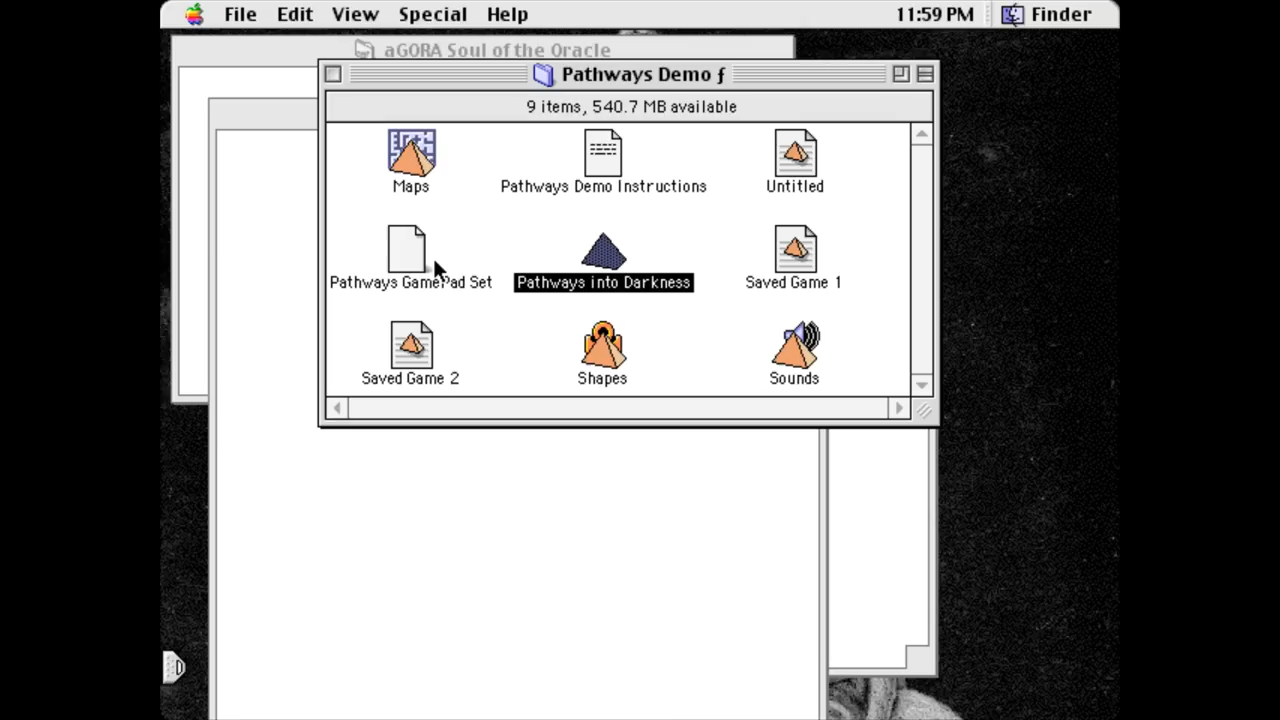 File Edit View Special Help 11:59 PM Finder
aGORA Soul of the Oracle
Pathways Demo ƒ
9 items, 540.7 MB available
Maps Pathways Demo Instructions Untitled
Pathways GamePad Set Pathways into Darkness Saved Game 1
Saved Game 2 Shapes Sounds